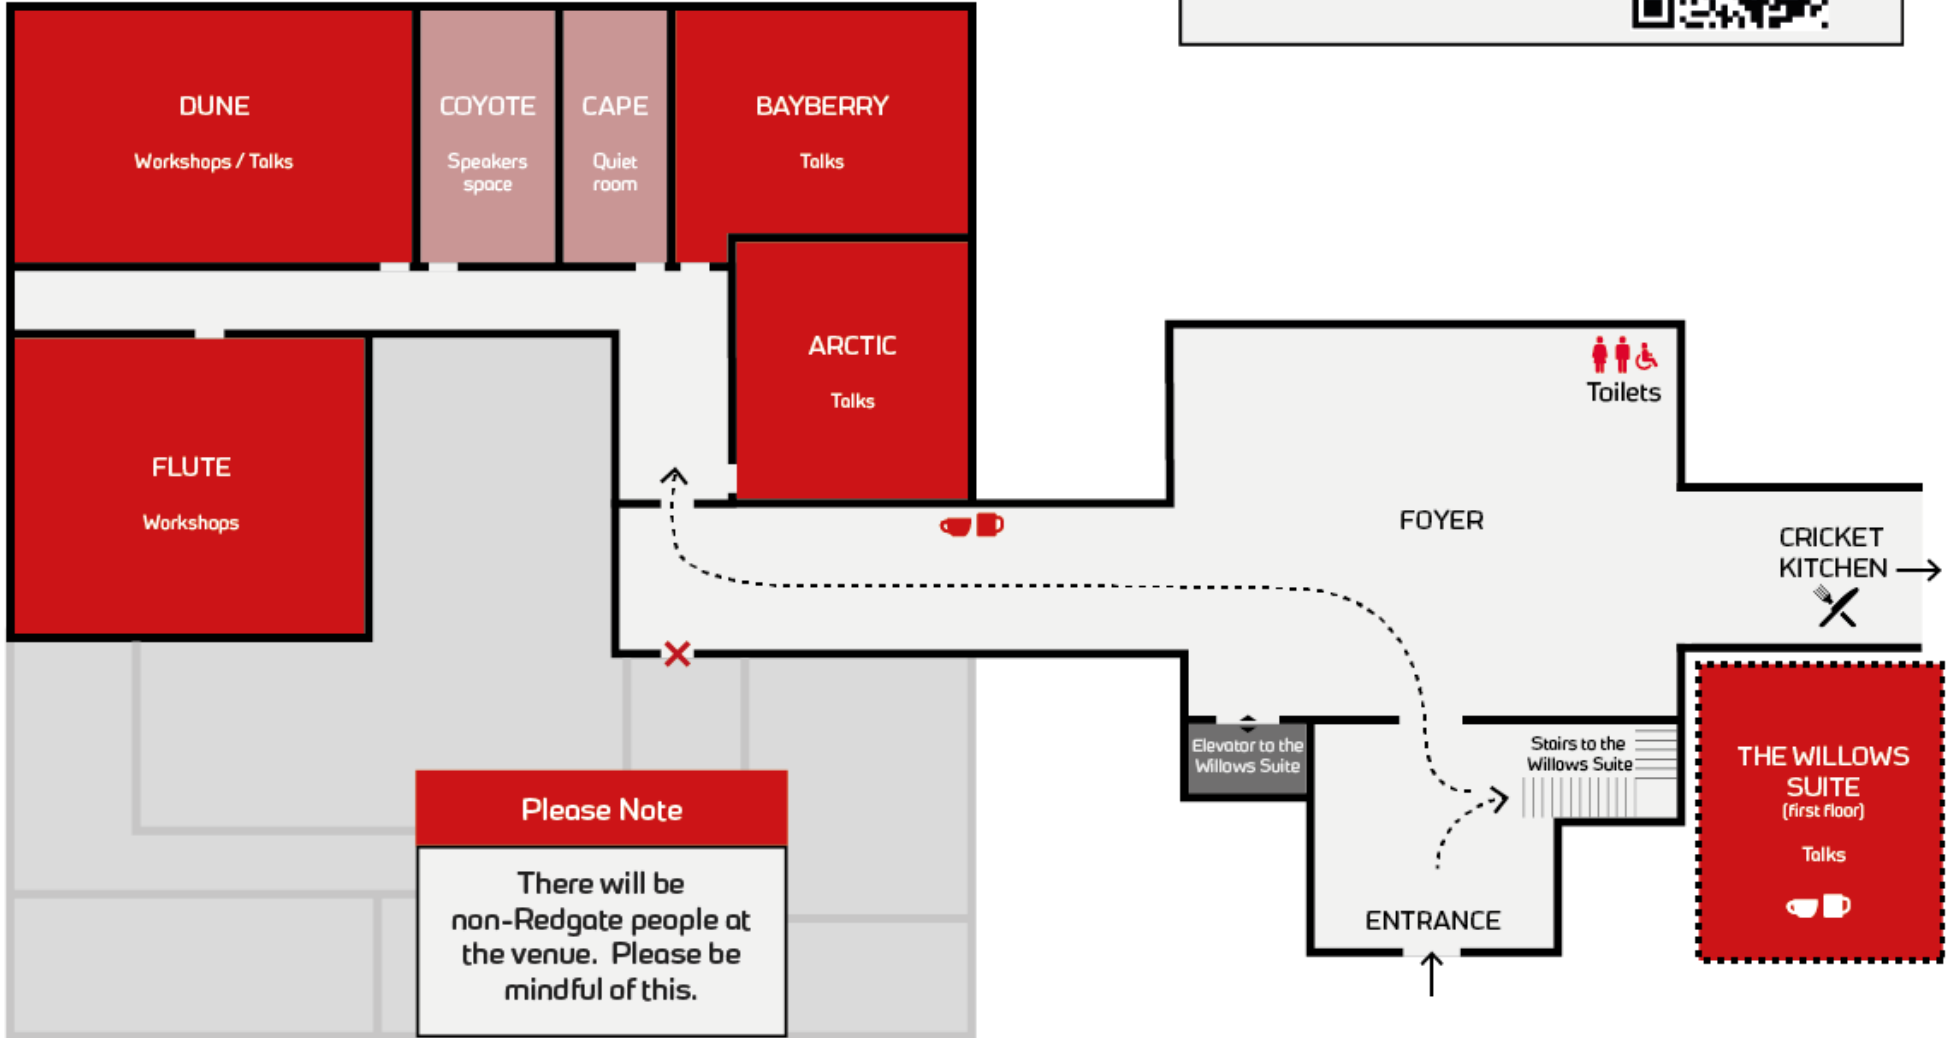 DUNE
Workshops / Talks
COYOTE
Speakers
space
CAPE
Quiet
room
BAYBERRY
Talks
ARCTIC
Talks
FLUTE
Workshops
Toilets
FOYER
CRICKET
KITCHEN
Elevator to the
Willows Suite
Stairs to the
Willows Suite
THE WILLOWS
SUITE
(first floor)
Talks
ENTRANCE
Please Note
There will be
non-Redgate people at
the venue. Please be
mindful of this.